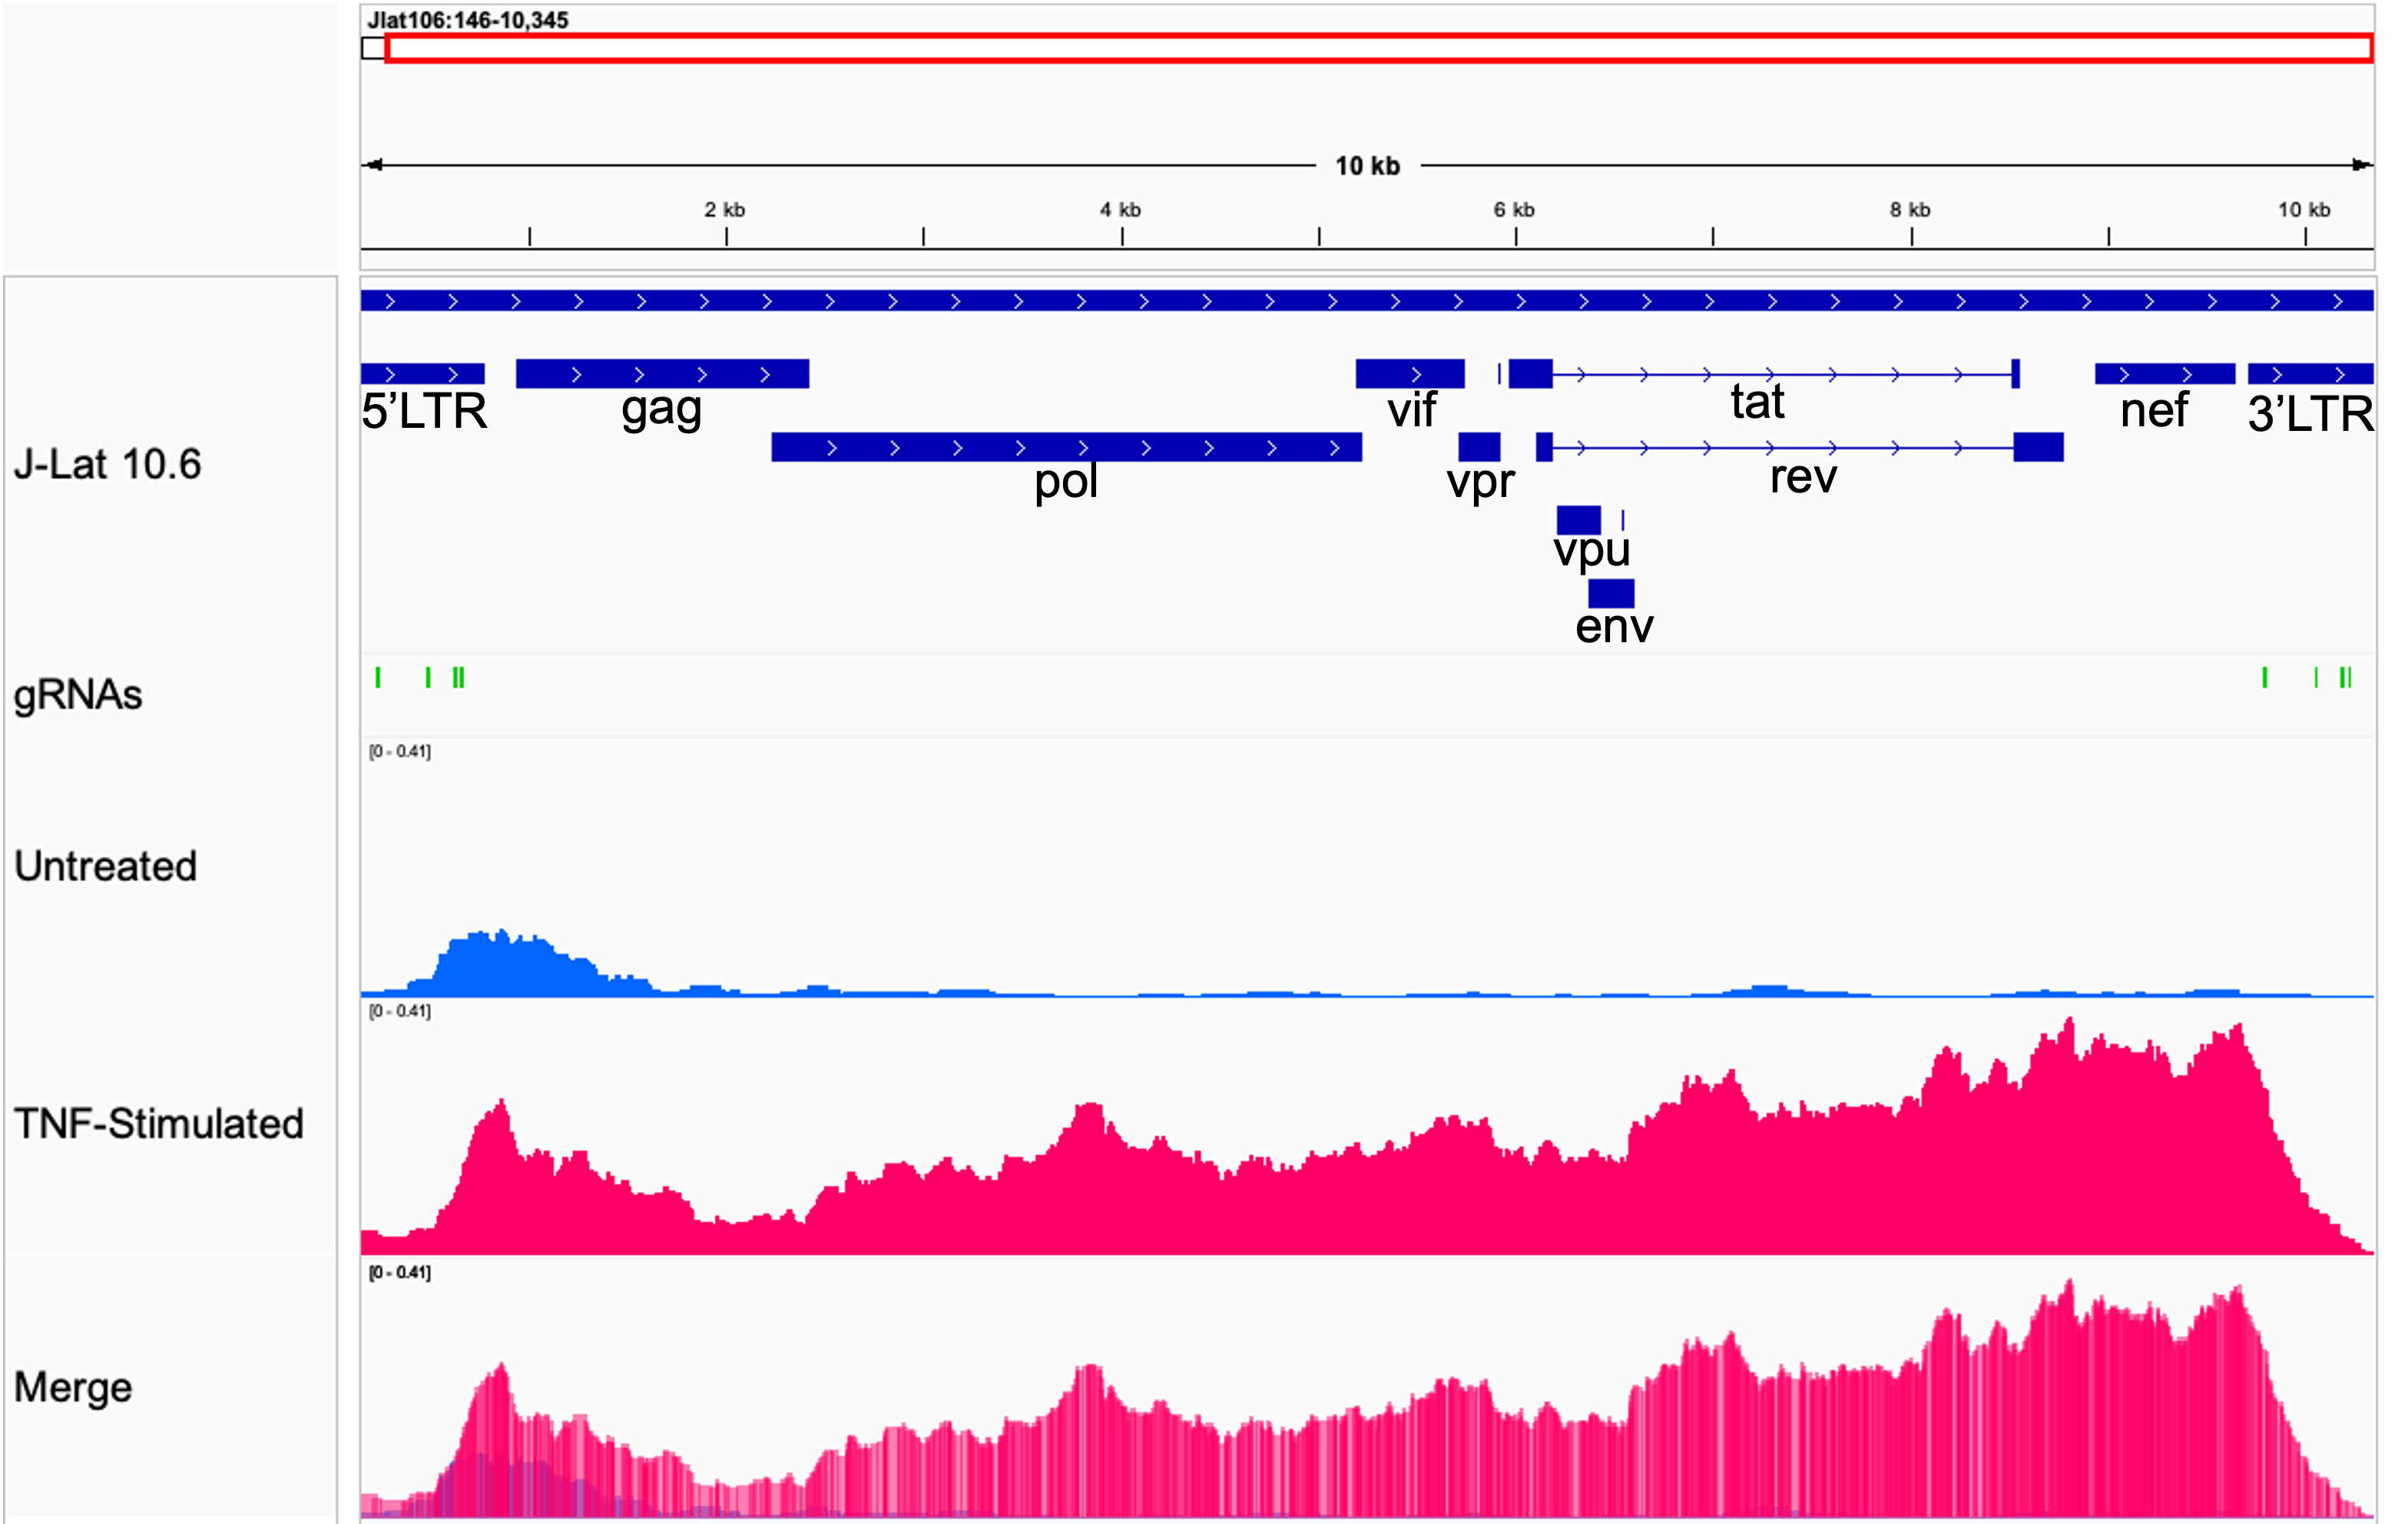 Jlat106:146-10,345
10 kb
2 kb 4 kb 6 kb 8 kb 10 kb
5’LTR gag vif tat nef 3’LTR
J-Lat 10.6
pol vpr rev
vpu
env
gRNAs
[0 - 0.41]
Untreated
[0 - 0.41]
TNF-Stimulated
[0 - 0.41]
Merge